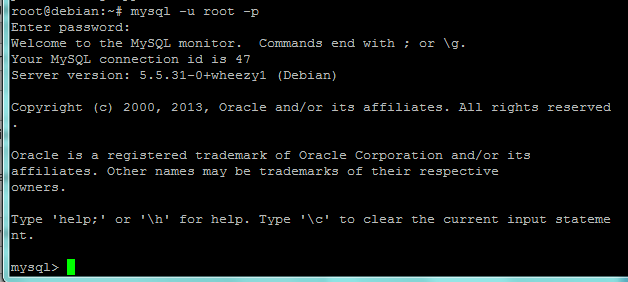 root@debian:~# mysql -u root -p
Enter password:
Welcome to the MySQL monitor.  Commands end with ; or \g.
Your MySQL connection id is 47
Server version: 5.5.31-0+wheezy1 (Debian)
Copyright (c) 2000, 2013, Oracle and/or its affiliates. All rights reserved
.
Oracle is a registered trademark of Oracle Corporation and/or its
affiliates. Other names may be trademarks of their respective
owners.
Type 'help;' or '\h' for help. Type '\c' to clear the current input stateme
nt.
mysql>